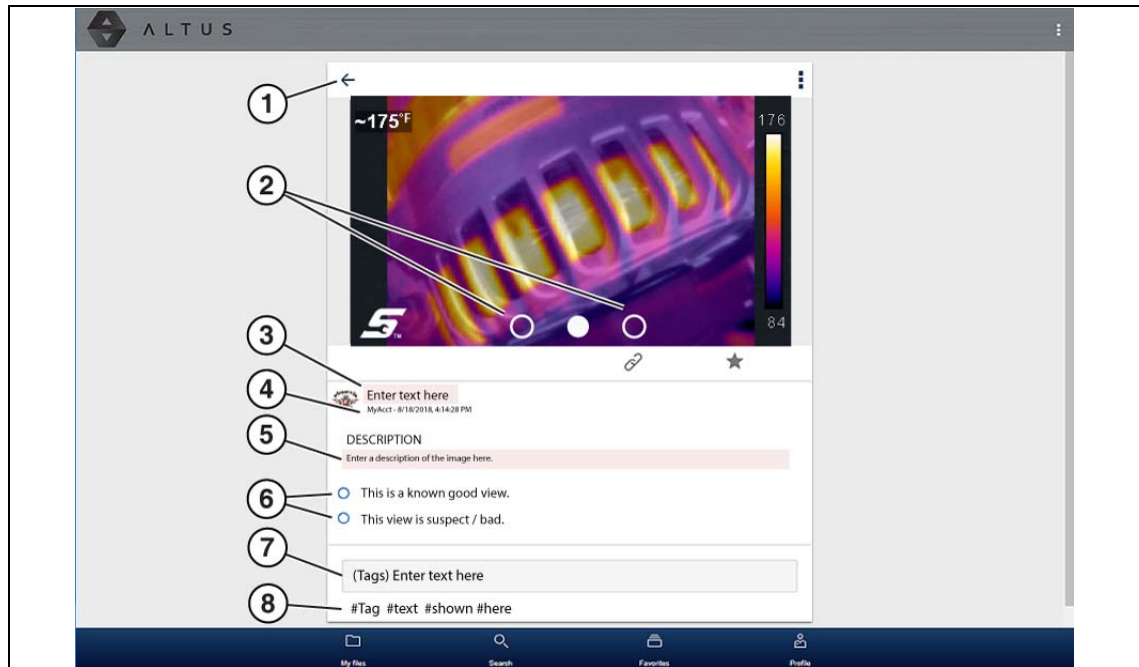 ALTUS
1
~175°F
176
2
84
S™
3
Enter text here
4
MyAcct - 8/18/2018, 4:14:28 PM
DESCRIPTION
5
Enter a description of the image here.
6
This is a known good view.
This view is suspect / bad.
7
(Tags) Enter text here
8
#Tag #text #shown #here
My files Search Favorites Profile